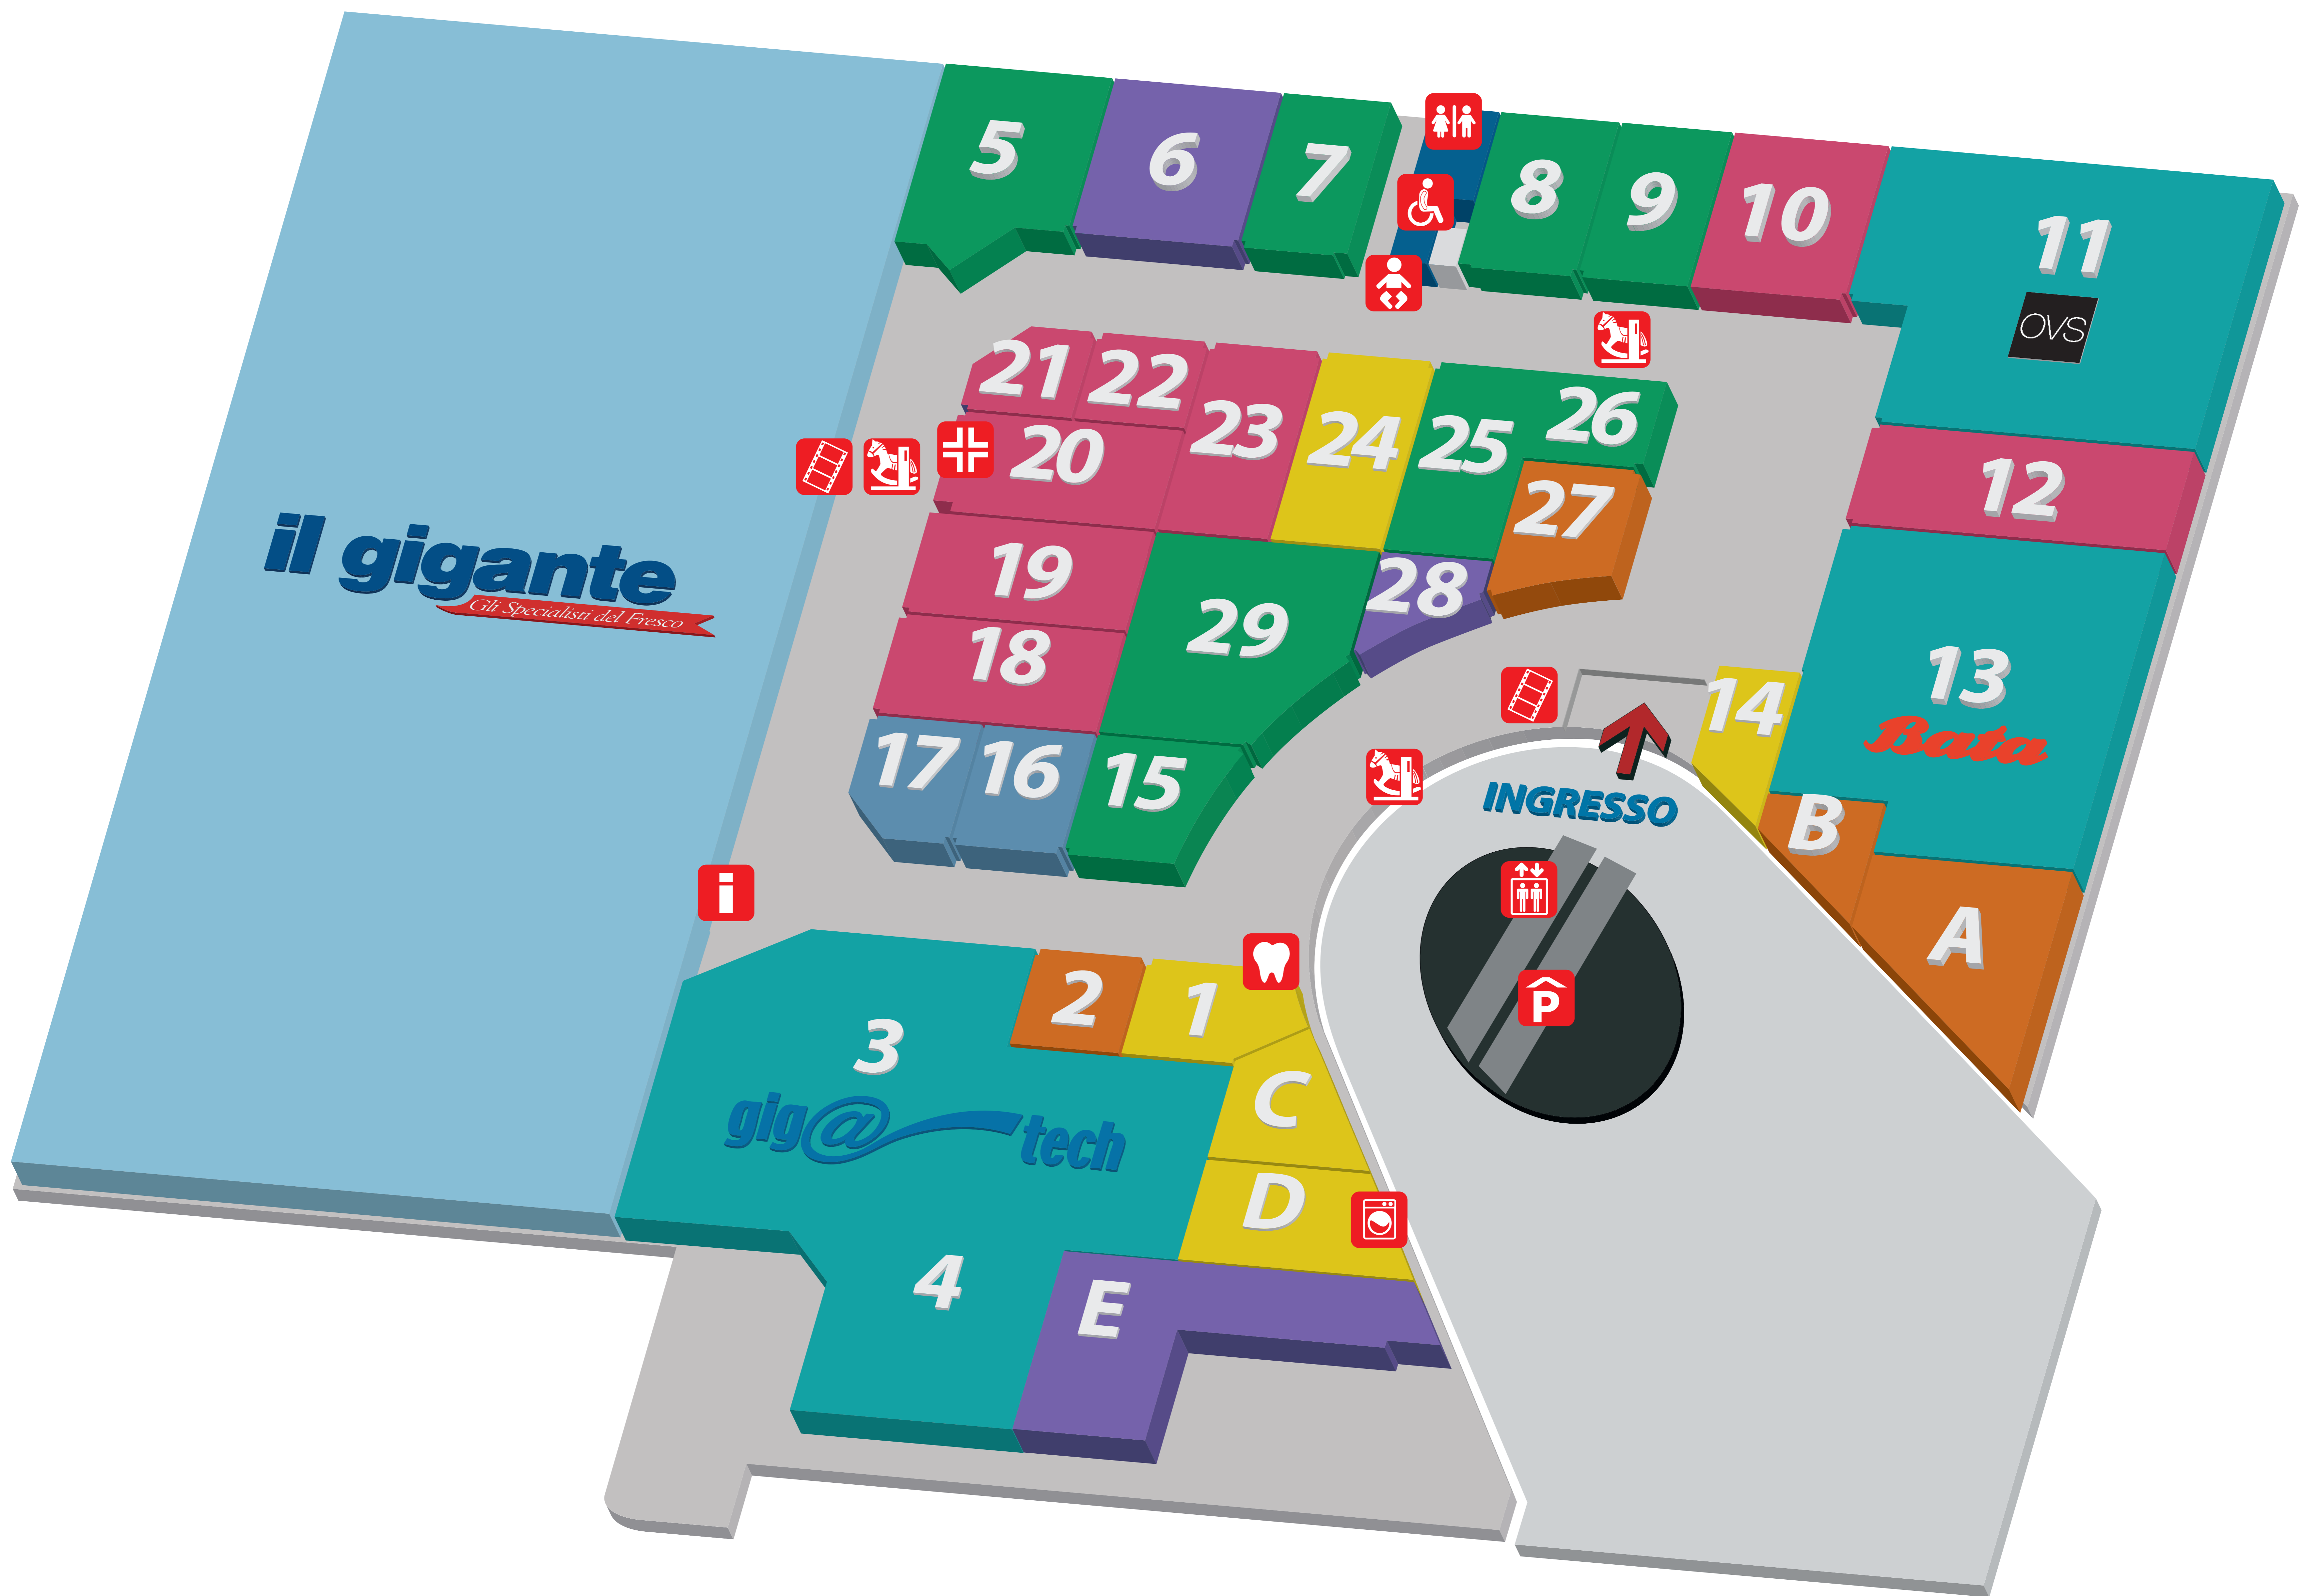 5
6
7
8
9
10
11
OVS
21
22
23
24
25
26
20
27
12
il gigante
Gli Specialisti del Fresco
19
28
29
18
13
Bata
14
17
16
15
INGRESSO
B
i
A
2
1
P
3
C
gig@tech
D
4
E